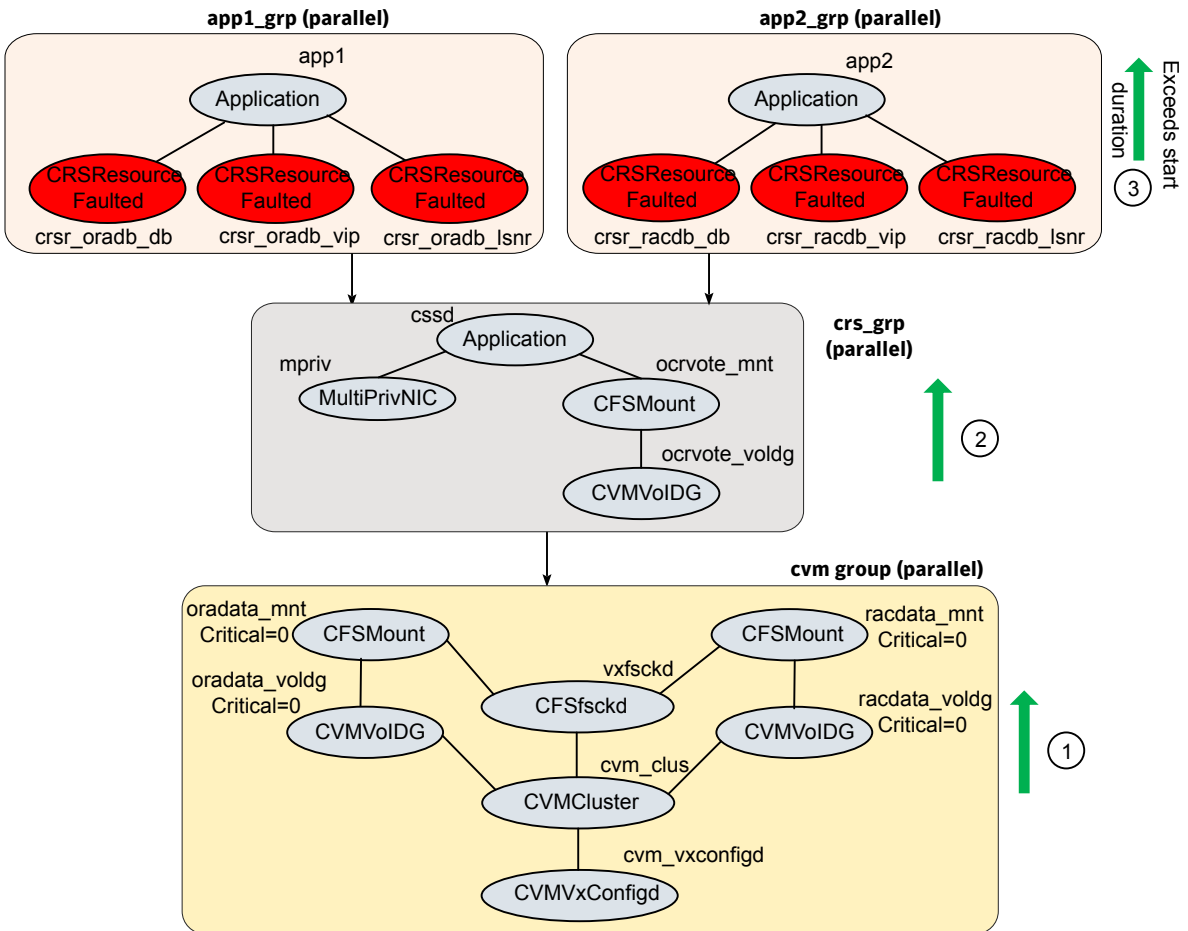 app1_grp (parallel)
app2_grp (parallel)
app1
Application
CRSResource
Faulted
CRSResource
Faulted
CRSResource
Faulted
crsr_oradb_db
crsr_oradb_vip
crsr_oradb_lsnr
app2
Application
CRSResource
Faulted
CRSResource
Faulted
CRSResource
Faulted
crsr_racdb_db
crsr_racdb_vip
crsr_racdb_lsnr
Exceeds start
duration
3
cssd
Application
mpriv
MultiPrivNIC
ocrvote_mnt
CFSMount
ocrvote_voldg
CVMVolDG
crs_grp
(parallel)
2
cvm group (parallel)
oradata_mnt
Critical=0
CFSMount
racdata_mnt
Critical=0
CFSMount
oradata_voldg
Critical=0
CVMVolDG
vxfsckd
CFSfsckd
racdata_voldg
Critical=0
CVMVolDG
cvm_clus
CVMCluster
cvm_vxconfigd
CVMVxConfigd
1